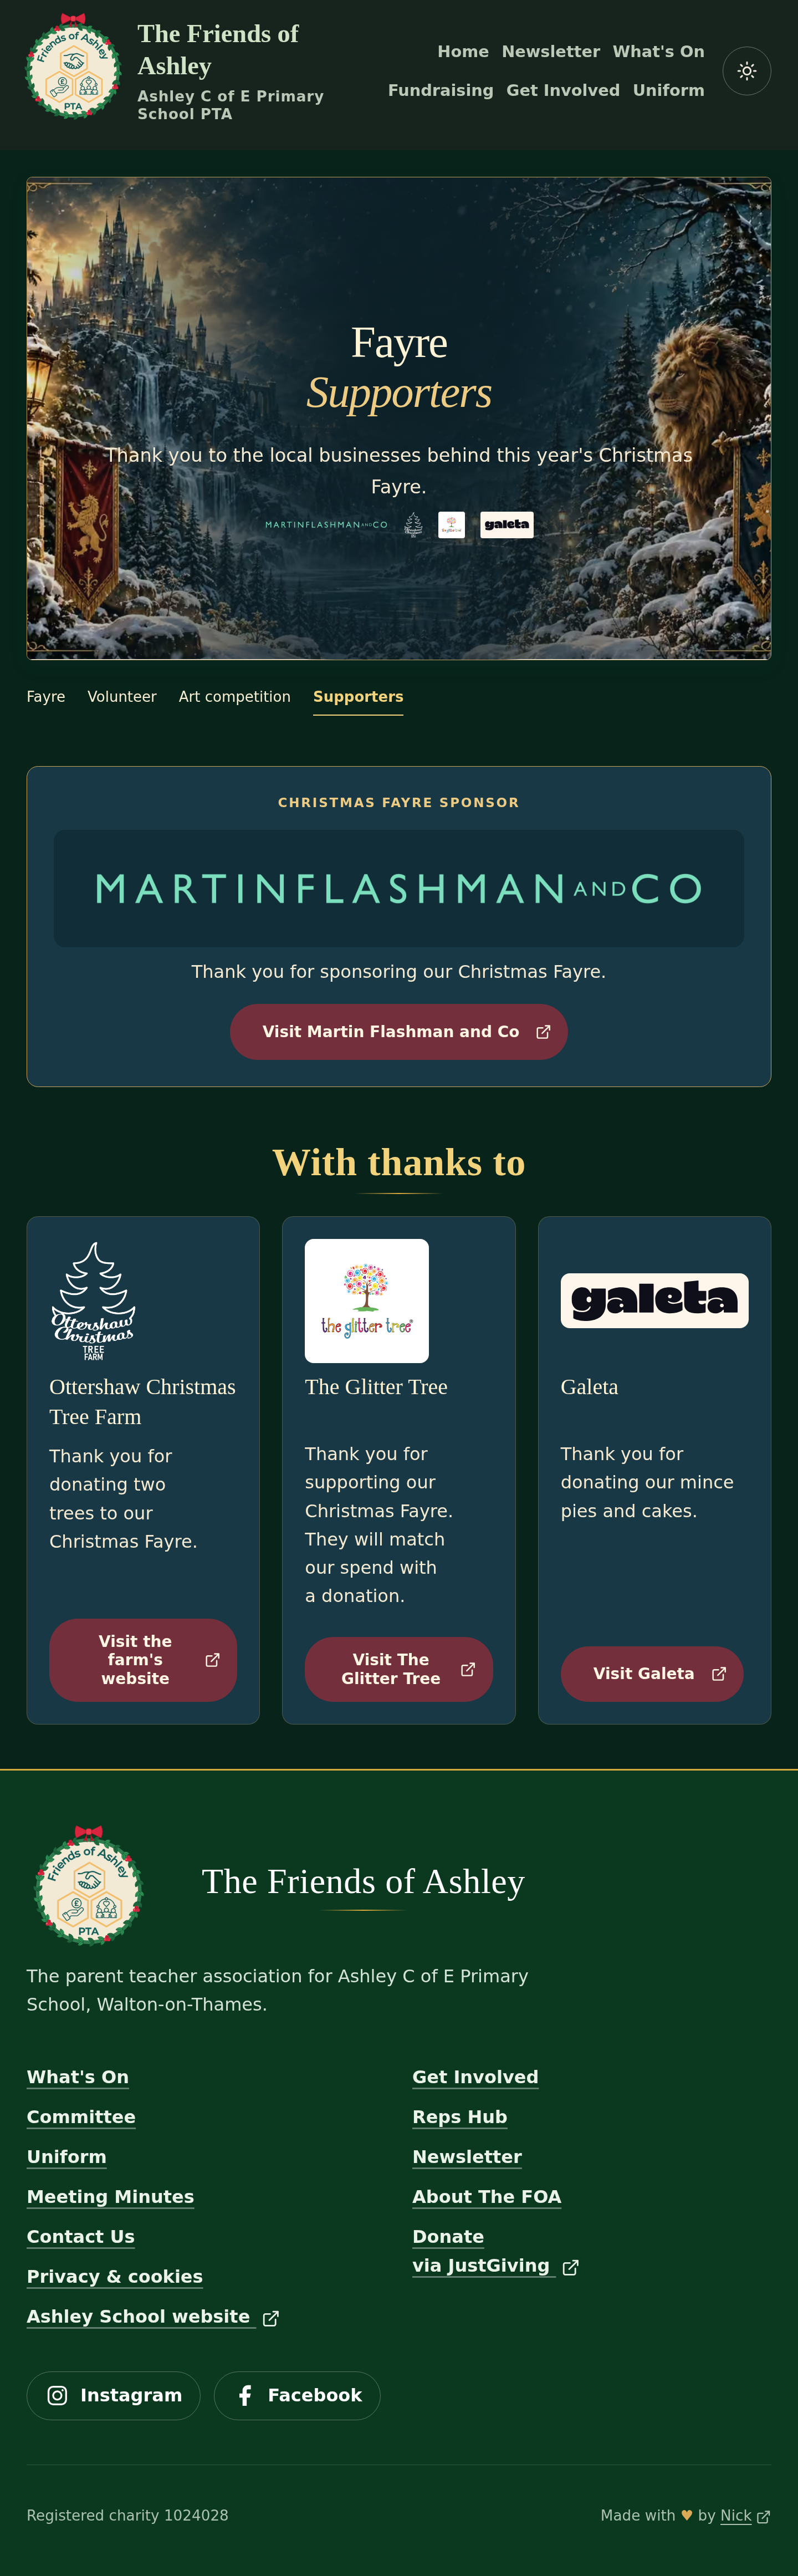 Friends of Ashley
PTA
The Friends of
Ashley
Ashley C of E Primary
School PTA
Home Newsletter What's On
Fundraising Get Involved Uniform
Fayre
Supporters
Thank you to the local businesses behind this year's Christmas
Fayre.
MARTINFLASHMANANDCO
galeta
Fayre Volunteer Art competition Supporters
CHRISTMAS FAYRE SPONSOR
MARTINFLASHMANANDCO
Thank you for sponsoring our Christmas Fayre.
Visit Martin Flashman and Co
With thanks to
Ottershaw
Christmas
TREE
FARM
the glitter tree
galeta
Ottershaw Christmas
Tree Farm
The Glitter Tree
Galeta
Thank you for
donating two
trees to our
Christmas Fayre.
Thank you for
supporting our
Christmas Fayre.
They will match
our spend with
a donation.
Thank you for
donating our mince
pies and cakes.
Visit the
farm's
website
Visit The
Glitter Tree
Visit Galeta
Friends of Ashley
PTA
The Friends of Ashley
The parent teacher association for Ashley C of E Primary
School, Walton-on-Thames.
What's On
Committee
Uniform
Meeting Minutes
Contact Us
Privacy & cookies
Ashley School website
Get Involved
Reps Hub
Newsletter
About The FOA
Donate
via JustGiving
Instagram
Facebook
Registered charity 1024028
Made with ♥ by Nick